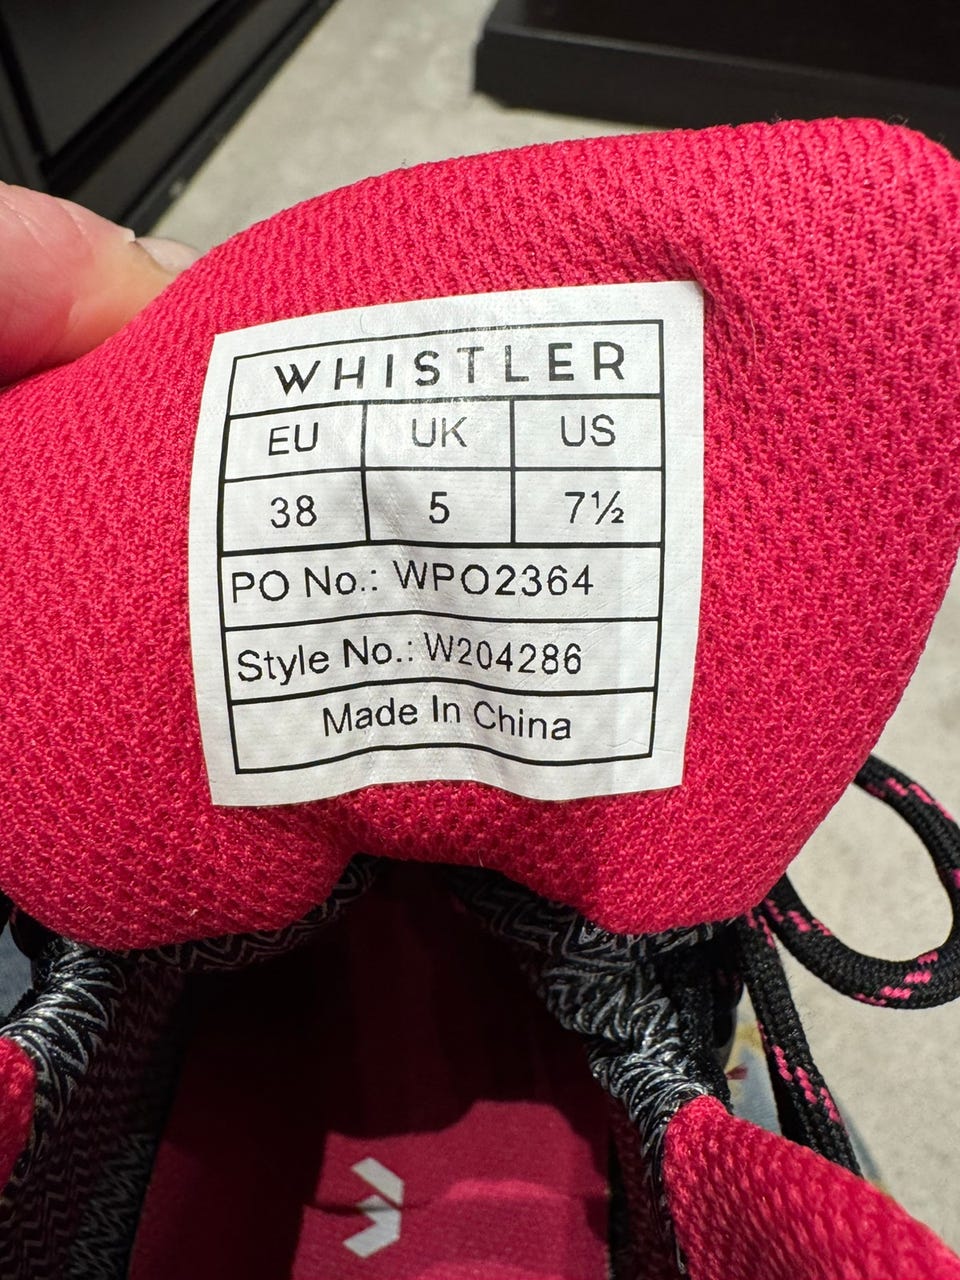 WHISTLER
EU UK US
38 5 7½
PO No.: WPO2364
Style No.: W204286
Made In China